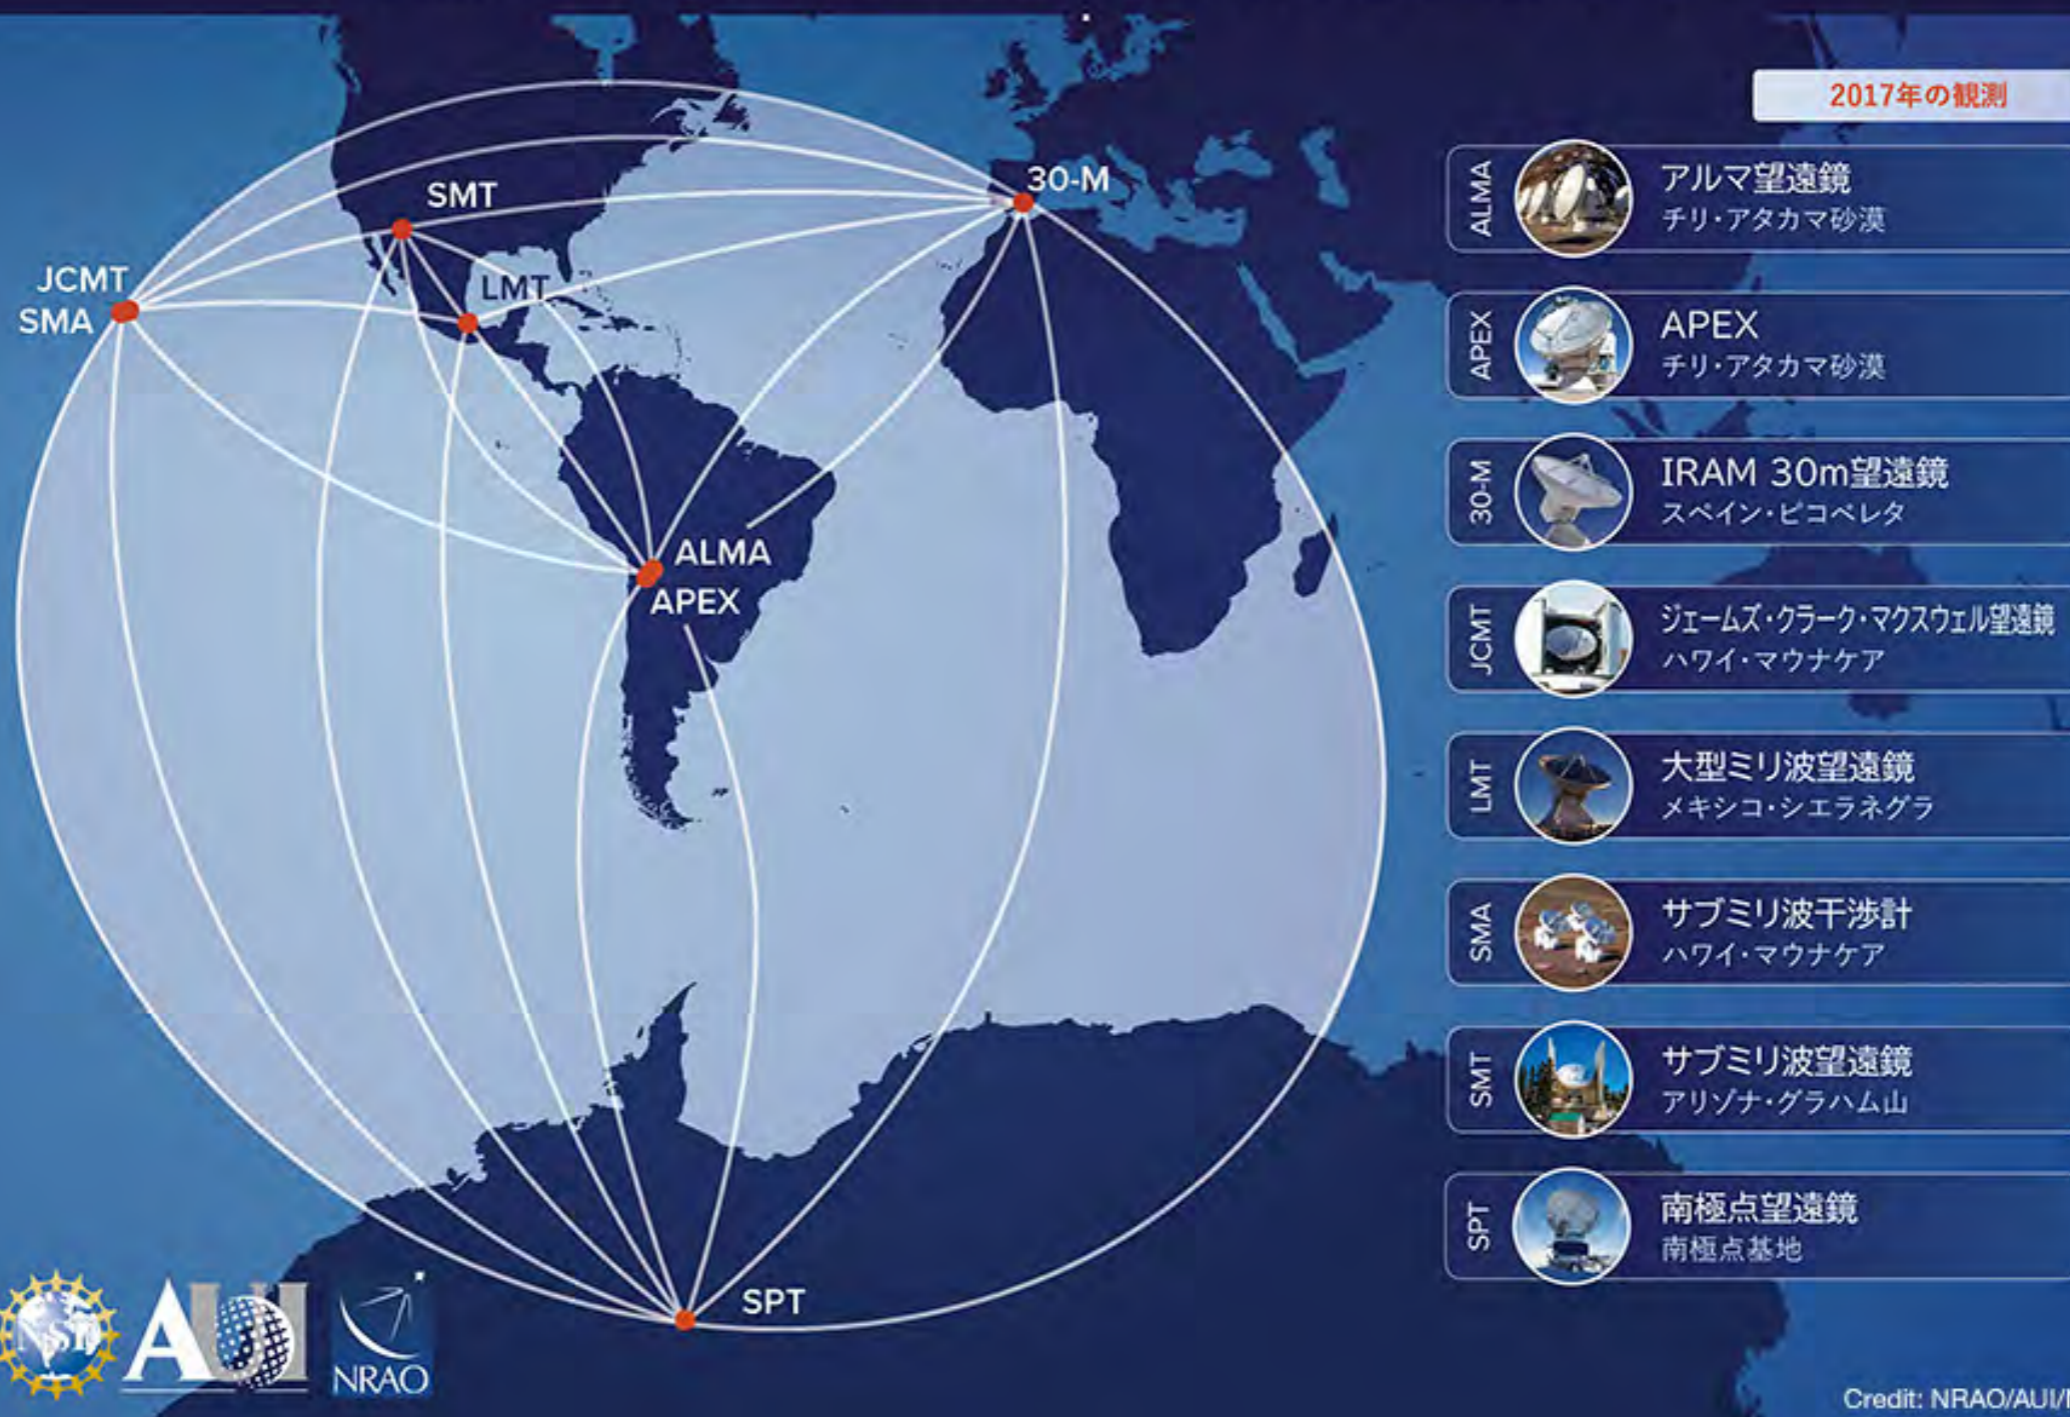 2017年の観測
SMT
30-M
JCMT
SMA
LMT
ALMA
APEX
SPT
ALMA
アルマ望遠鏡
チリ・アタカマ砂漠
APEX
APEX
チリ・アタカマ砂漠
30-M
IRAM 30m望遠鏡
スペイン・ピコベレタ
JCMT
ジェームズ・クラーク・マクスウェル望遠鏡
ハワイ・マウナケア
LMT
大型ミリ波望遠鏡
メキシコ・シエラネグラ
SMA
サブミリ波干渉計
ハワイ・マウナケア
SMT
サブミリ波望遠鏡
アリゾナ・グラハム山
SPT
南極点望遠鏡
南極点基地
NSF
AUI
NRAO
Credit: NRAO/AUI/